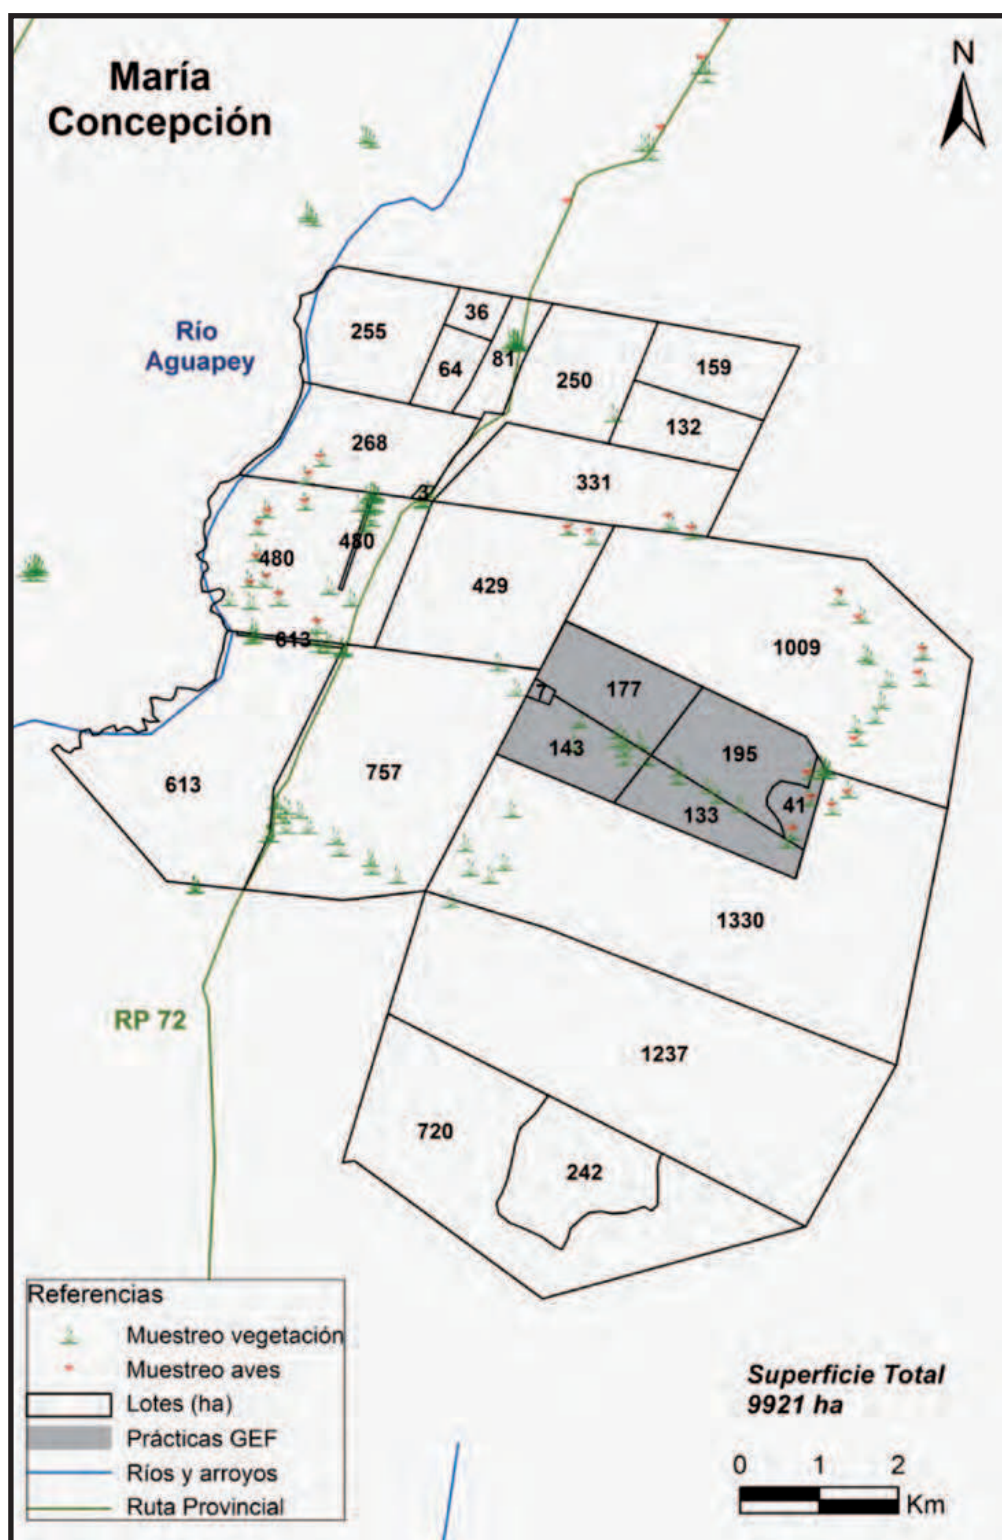 María
Concepción
N
Río
Aguapey
255
36
64
81
250
159
132
268
331
3
480
480
429
613
1009
177
7
143
195
41
133
757
613
1330
RP 72
1237
720
242
Referencias
Muestreo vegetación
Muestreo aves
Lotes (ha)
Prácticas GEF
Ríos y arroyos
Ruta Provincial
Superficie Total
9921 ha
0 1 2
Km